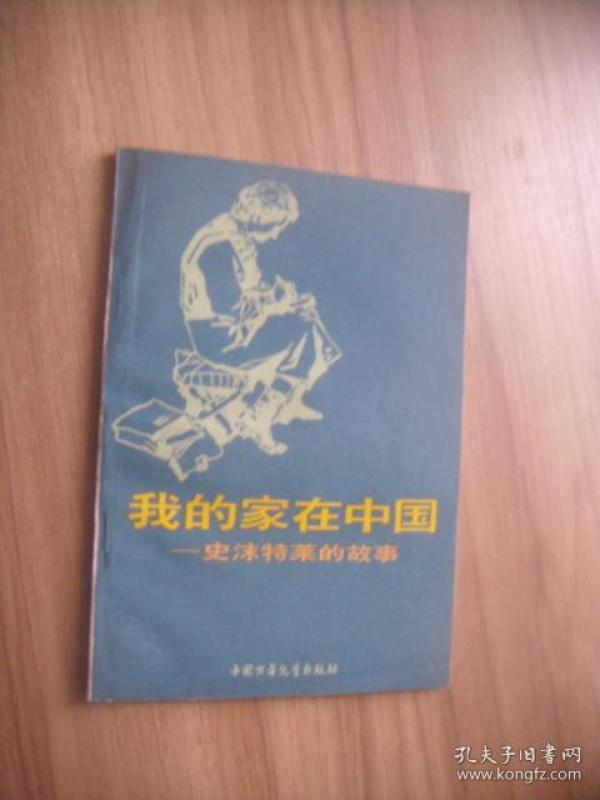 我的家在中国
—史沫特莱的故事
中国少年儿童出版社
孔夫子旧書网
www.kongfz.com